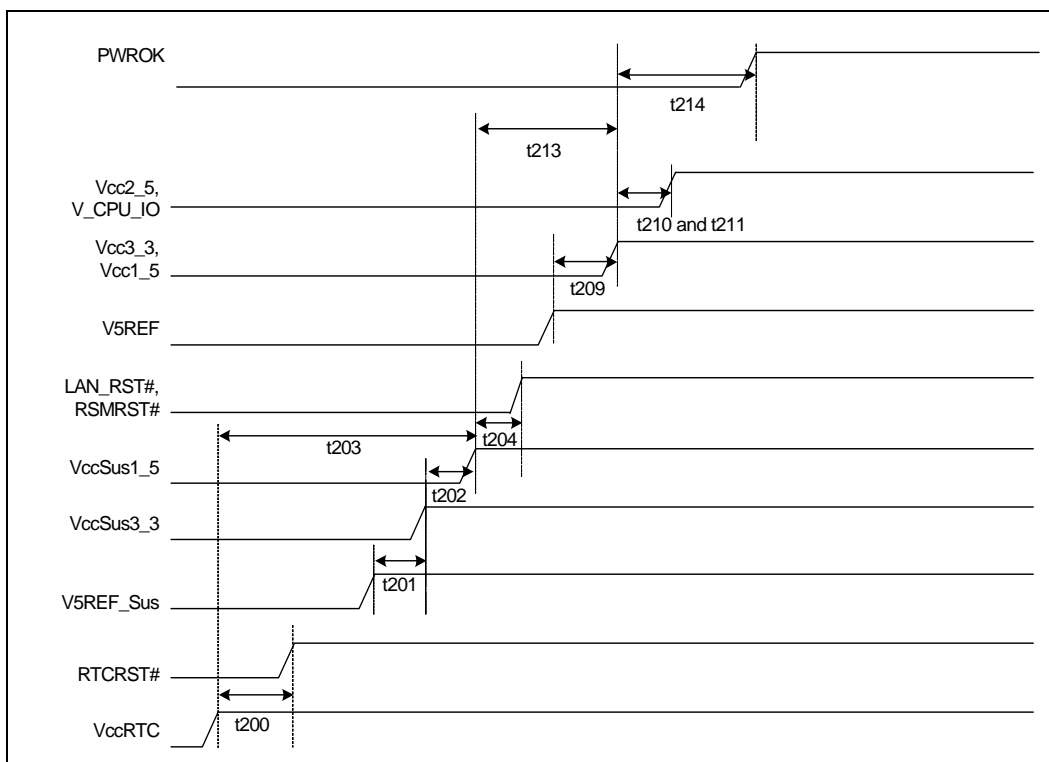 PWROK
t214
t213
Vcc2_5,
V_CPU_IO
t210 and t211
Vcc3_3,
Vcc1_5
t209
V5REF
LAN_RST#,
RSMRST#
t203
t204
VccSus1_5
t202
VccSus3_3
t201
V5REF_Sus
RTCRST#
t200
VccRTC